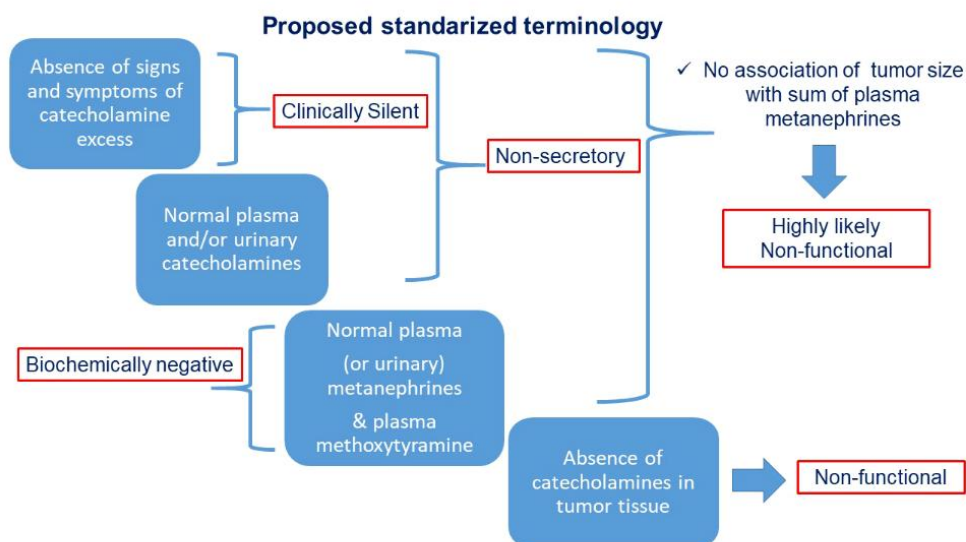 Proposed standarized terminology
Absence of signs
and symptoms of
catecholamine
excess
Clinically Silent
Normal plasma
and/or urinary
catecholamines
Non-secretory
✓ No association of tumor size
with sum of plasma
metanephrines
Highly likely
Non-functional
Biochemically negative
Normal plasma
(or urinary)
metanephrines
& plasma
methoxytyramine
Absence of
catecholamines in
tumor tissue
Non-functional